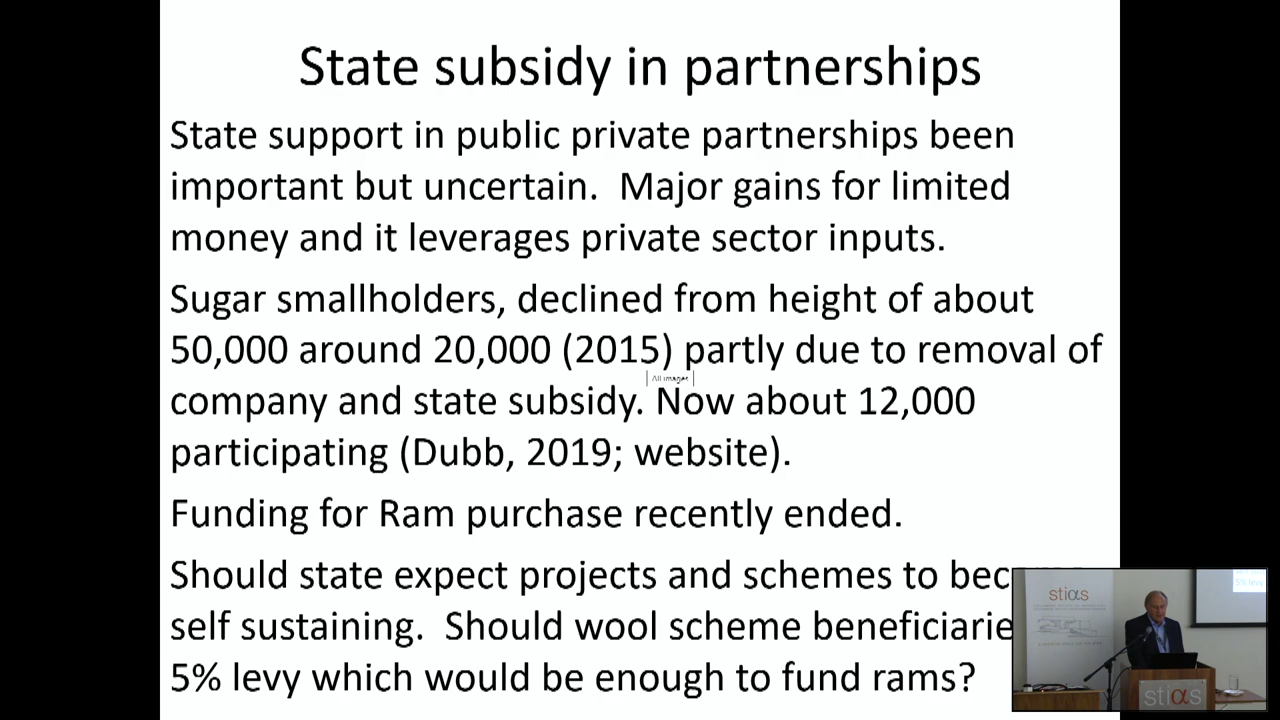 State subsidy in partnerships
State support in public private partnerships been
important but uncertain. Major gains for limited
money and it leverages private sector inputs.
Sugar smallholders, declined from height of about
50,000 around 20,000 (2015) partly due to removal of
All images
company and state subsidy. Now about 12,000
participating (Dubb, 2019; website).
Funding for Ram purchase recently ended.
Should state expect projects and schemes to
self sustaining. Should wool scheme
5% levy which would be enough to fund rams?
stias
5% levy
stias